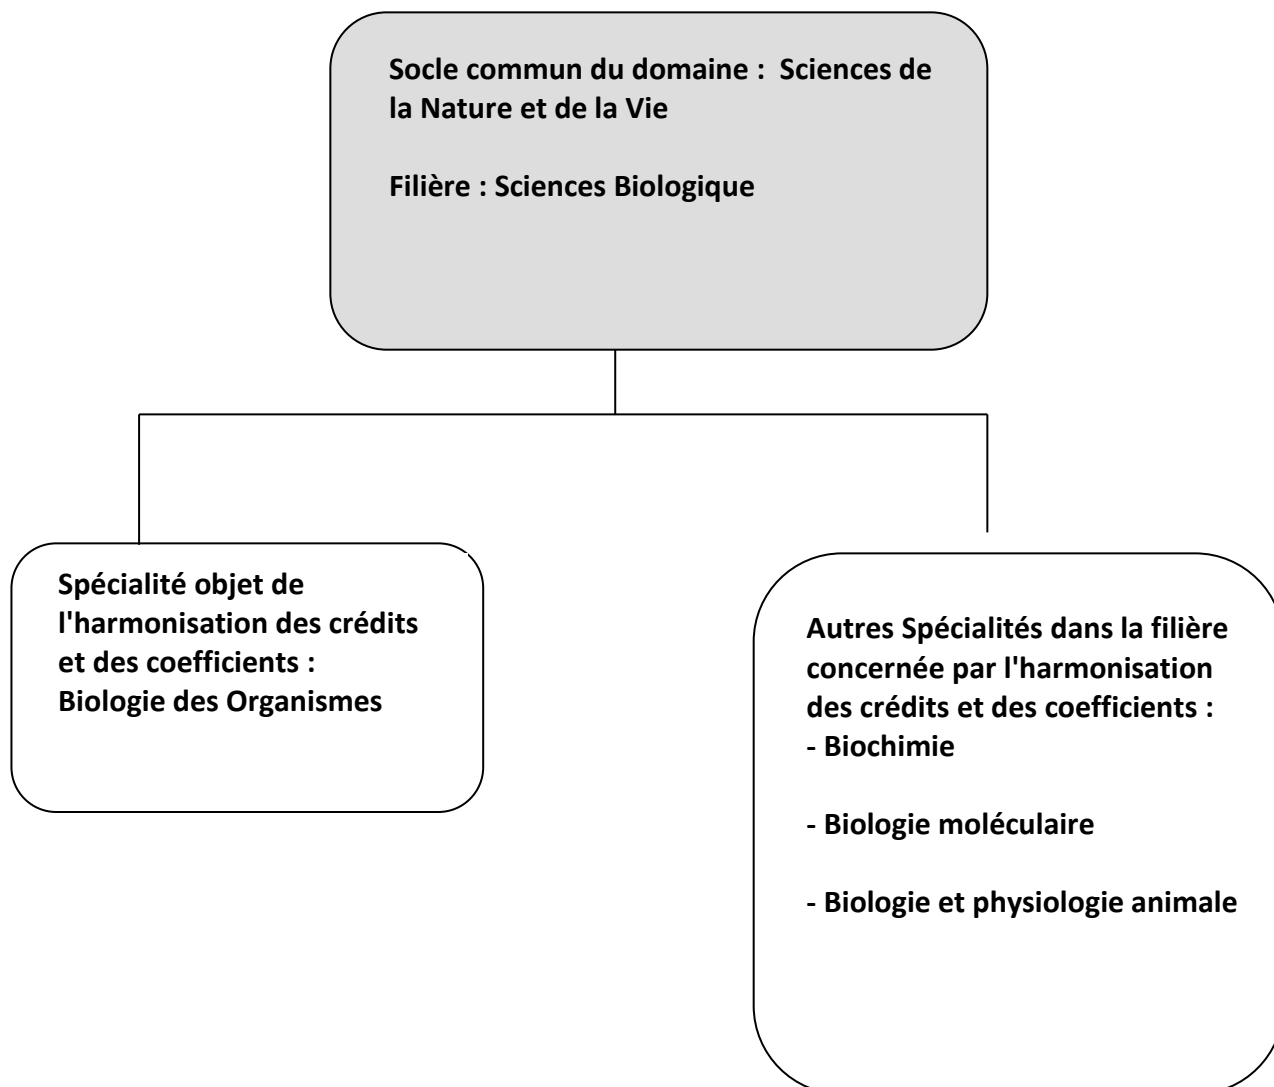 Socle commun du domaine :  Sciences de
la Nature et de la Vie
Filière : Sciences Biologique
Spécialité objet de
l'harmonisation des crédits
et des coefficients :
Biologie des Organismes
Autres Spécialités dans la filière
concernée par l'harmonisation
des crédits et des coefficients :
- Biochimie
- Biologie moléculaire
- Biologie et physiologie animale